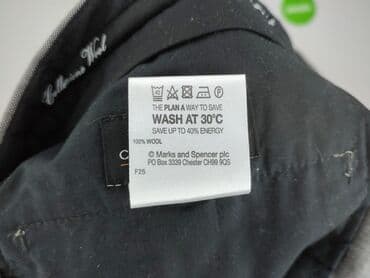 Collezione Wool
THE PLAN A WAY TO SAVE
WASH AT 30°C
SAVE UP TO 40% ENERGY
100% WOOL
© Marks and Spencer plc
PO Box 3339 Chester CH99 9QS
F25